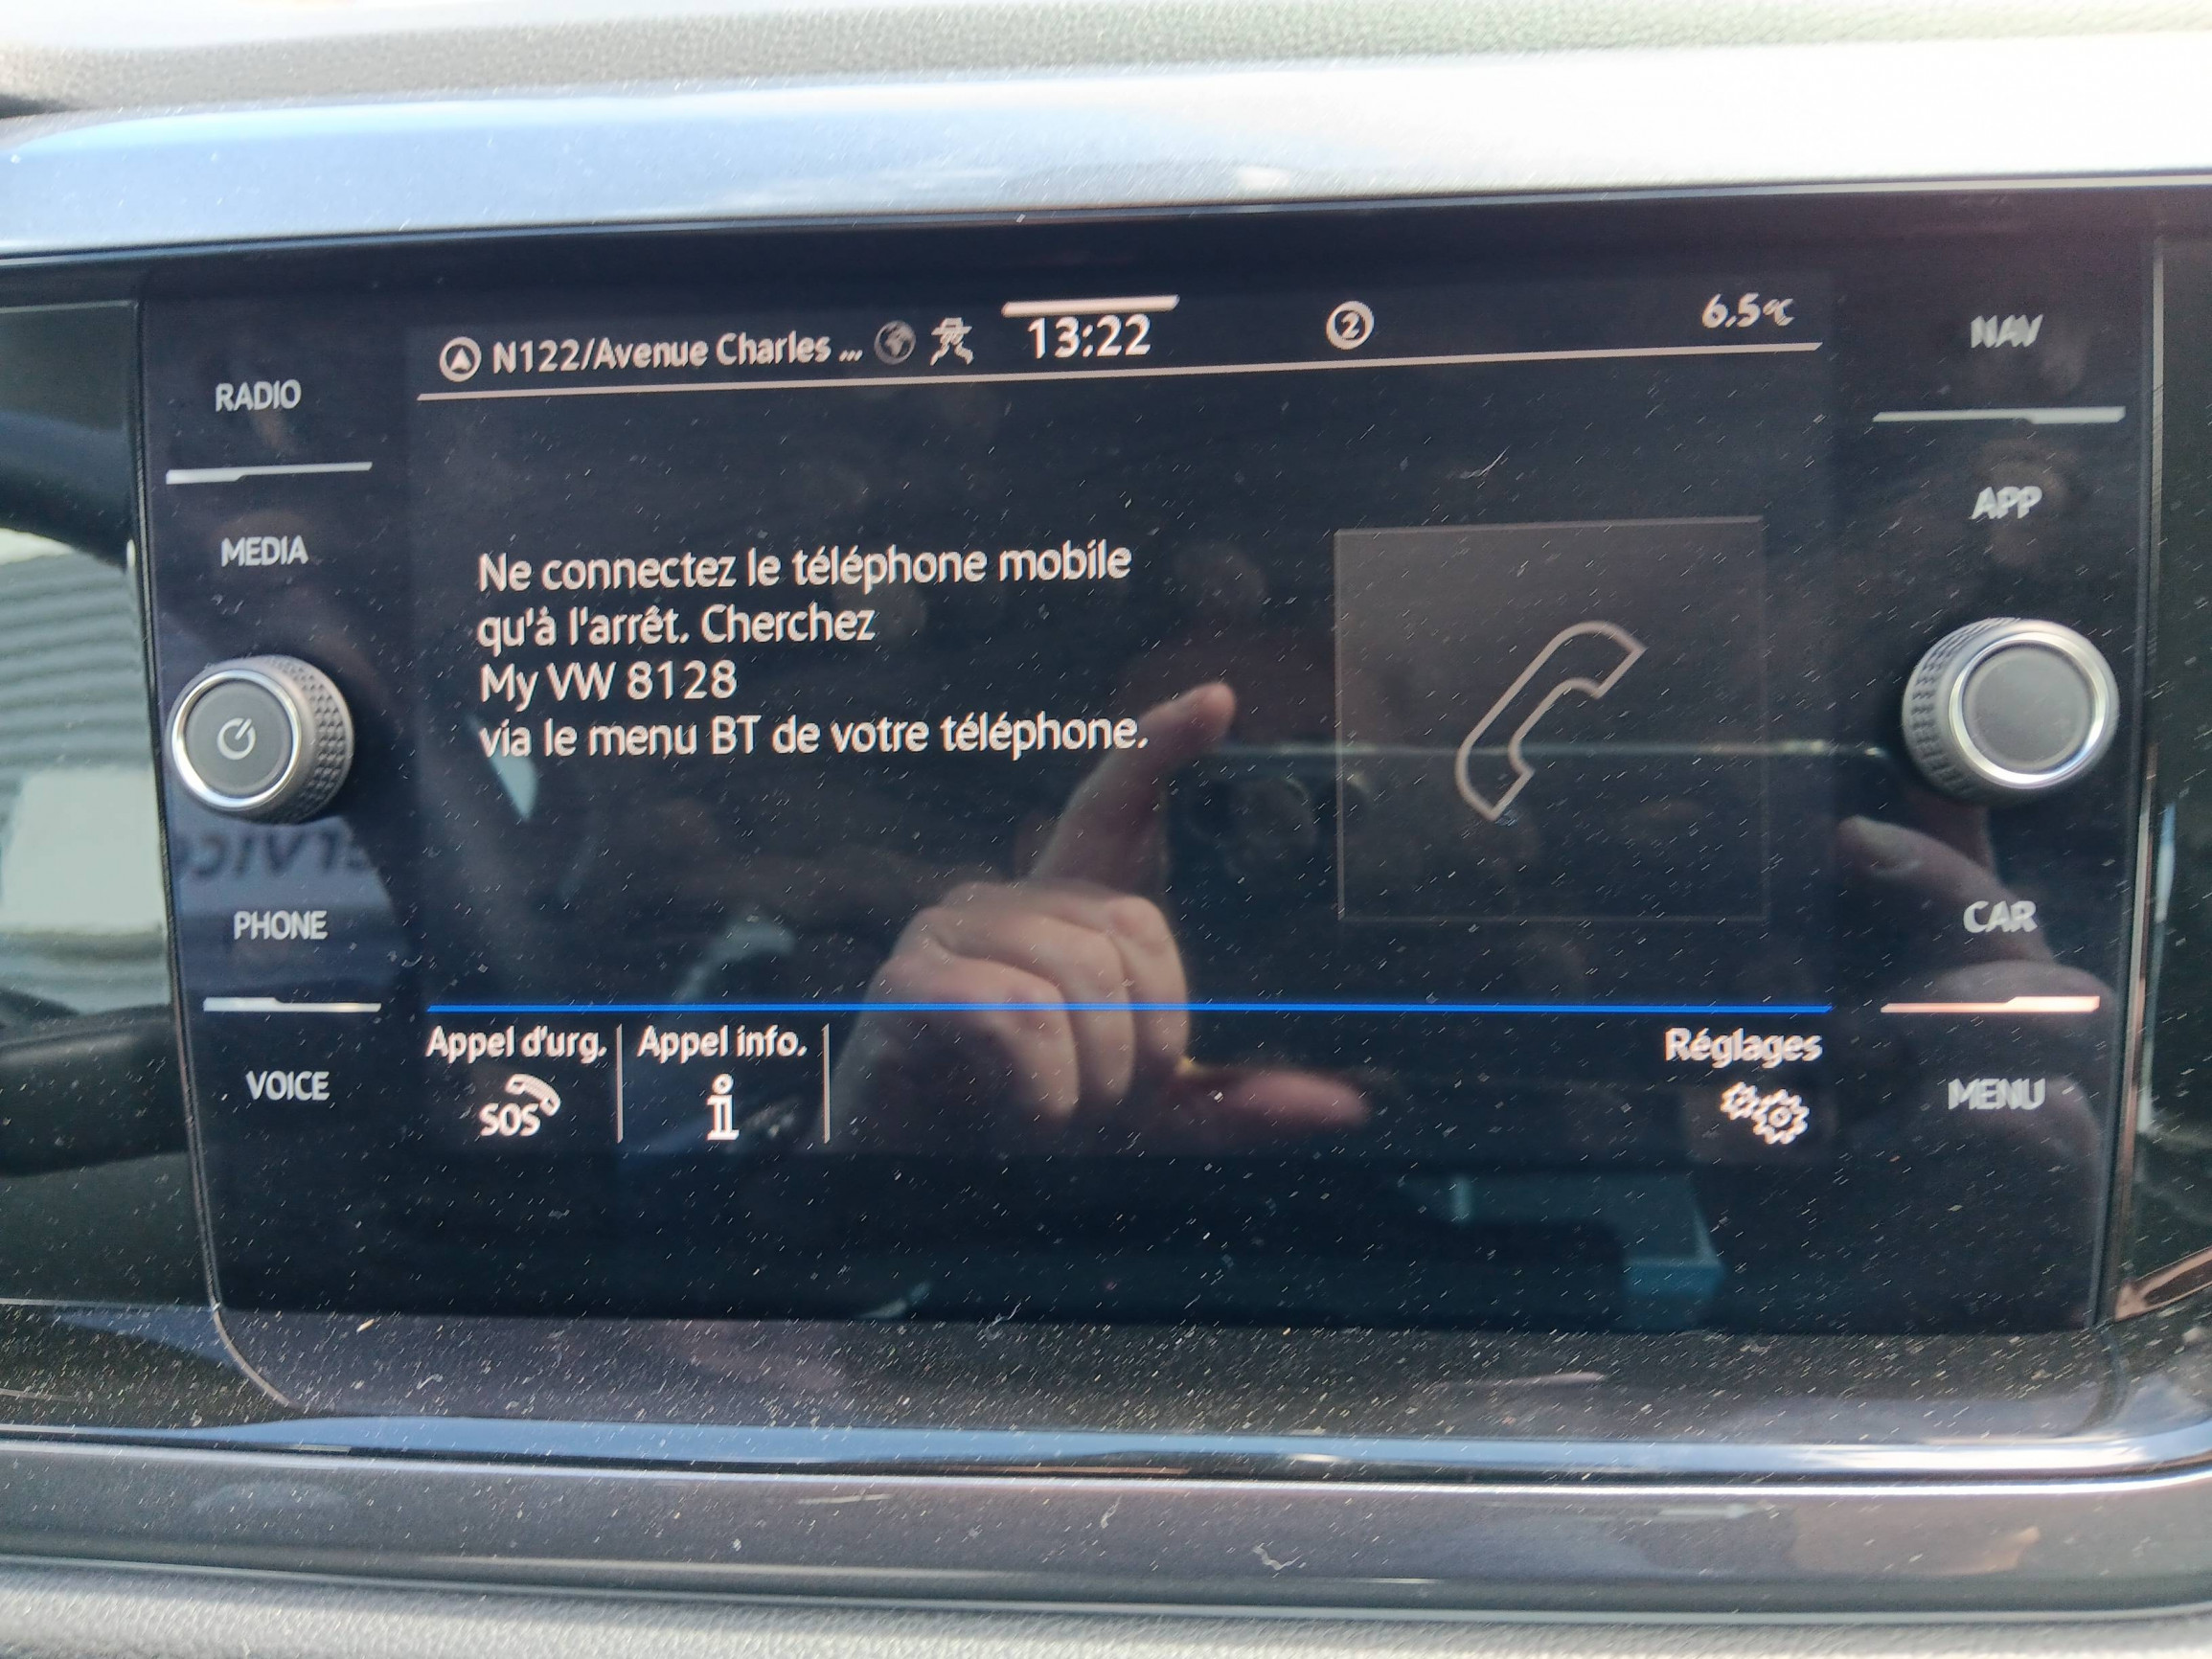 N122/Avenue Charles ...
13:22
2
6.5°C
RADIO
MEDIA
PHONE
VOICE
NAV
APP
CAR
MENU
Ne connectez le téléphone mobile
qu'à l'arrêt. Cherchez
My VW 8128
via le menu BT de votre téléphone.
Appel d'urg.
SOS
Appel info.
i
Réglages